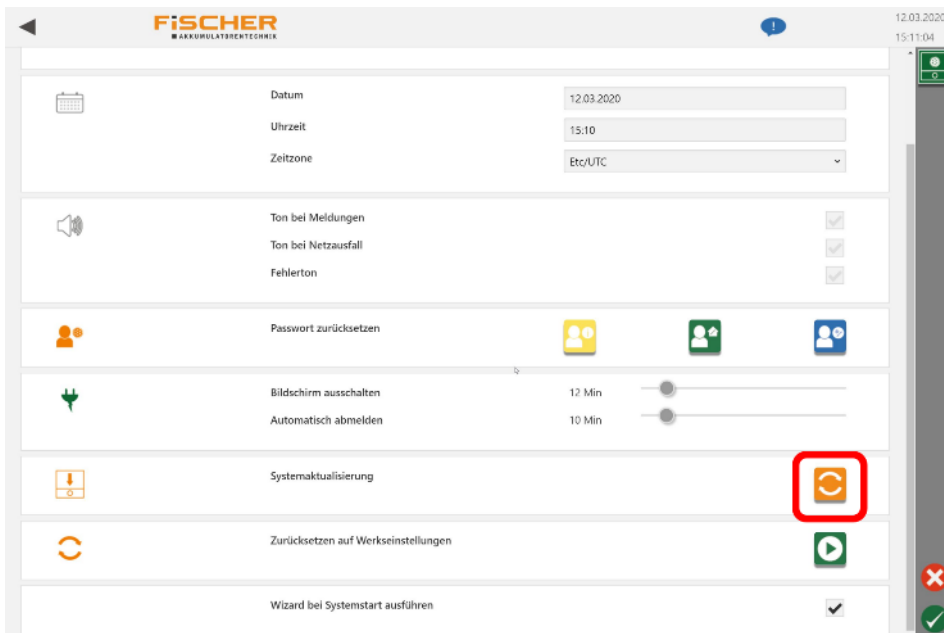 FiSCHER
AKKUMULATORENTECHNIK
12.03.2020
15:11:04
Datum
12.03.2020
Uhrzeit
15:10
Zeitzone
Etc/UTC
Ton bei Meldungen
Ton bei Netzausfall
Fehlerton
Passwort zurücksetzen
Bildschirm ausschalten
12 Min
Automatisch abmelden
10 Min
Systemaktualisierung
Zurücksetzen auf Werkseinstellungen
Wizard bei Systemstart ausführen